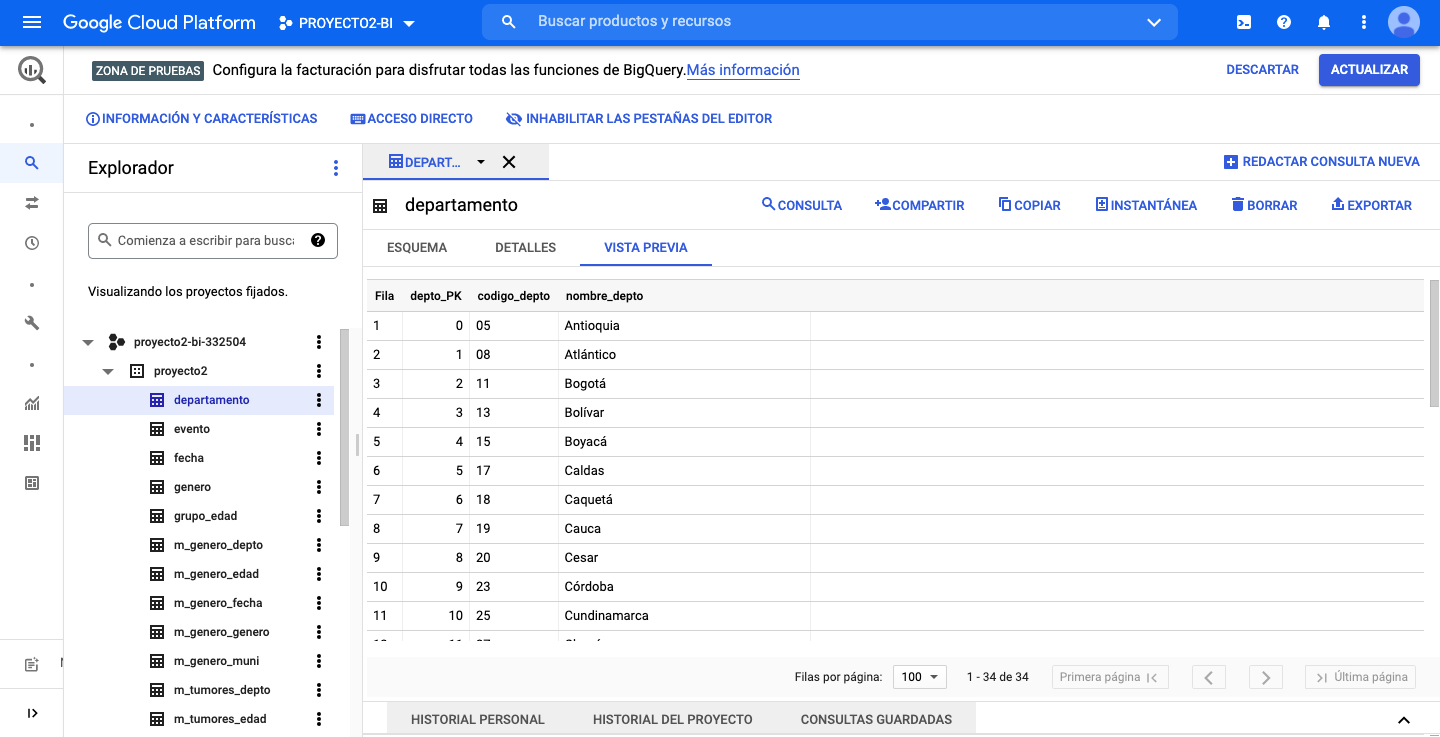 Google Cloud Platform PROYECTO2-BI Buscar productos y recursos
ZONA DE PRUEBAS Configura la facturación para disfrutar todas las funciones de BigQuery. Más información DESCARTAR ACTUALIZAR
INFORMACIÓN Y CARACTERÍSTICAS ACCESO DIRECTO INHABILITAR LAS PESTAÑAS DEL EDITOR
Explorador
Comienza a escribir para busca
Visualizando los proyectos fijados.
proyecto2-bi-332504
proyecto2
departamento
evento
fecha
genero
grupo_edad
m_genero_depto
m_genero_edad
m_genero_fecha
m_genero_genero
m_genero_muni
m_tumores_depto
m_tumores_edad
DEPART... REDACTAR CONSULTA NUEVA
departamento CONSULTA COMPARTIR COPIAR INSTANTÁNEA BORRAR EXPORTAR
ESQUEMA DETALLES VISTA PREVIA
Fila depto_PK codigo_depto nombre_depto
1 0 05 Antioquia
2 1 08 Atlántico
3 2 11 Bogotá
4 3 13 Bolívar
5 4 15 Boyacá
6 5 17 Caldas
7 6 18 Caquetá
8 7 19 Cauca
9 8 20 Cesar
10 9 23 Córdoba
11 10 25 Cundinamarca
Filas por página: 100 1 - 34 de 34 Primera página Última página
HISTORIAL PERSONAL HISTORIAL DEL PROYECTO CONSULTAS GUARDADAS